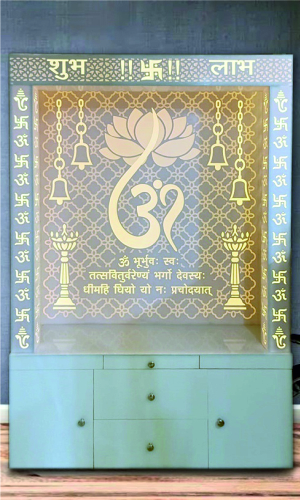 शुभ ॥ 卐 ॥ लाभ
ॐ
ॐ भूर्भुवः स्वः
तत्सवितुर्वरेण्य भर्गा देवस्यः
धीमहि धियो यो नः प्रचोदयात्